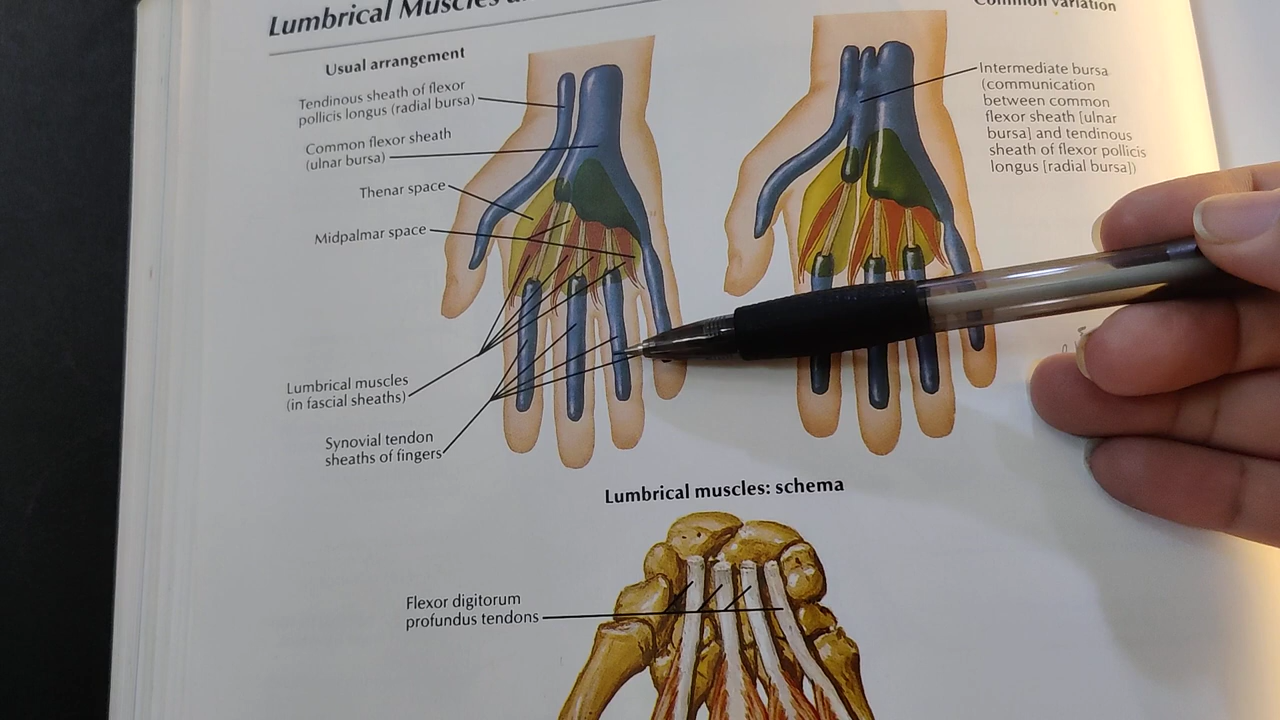 Lumbrical Muscles
Common Variation
Usual arrangement
Tendinous sheath of flexor
pollicis longus (radial bursa)
Common flexor sheath
(ulnar bursa)
Thenar space
Midpalmar space
Lumbrical muscles
(in fascial sheaths)
Synovial tendon
sheaths of fingers
Intermediate bursa
(communication
between common
flexor sheath [ulnar
bursa] and tendinous
sheath of flexor pollicis
longus [radial bursa])
Lumbrical muscles: schema
Flexor digitorum
profundus tendons